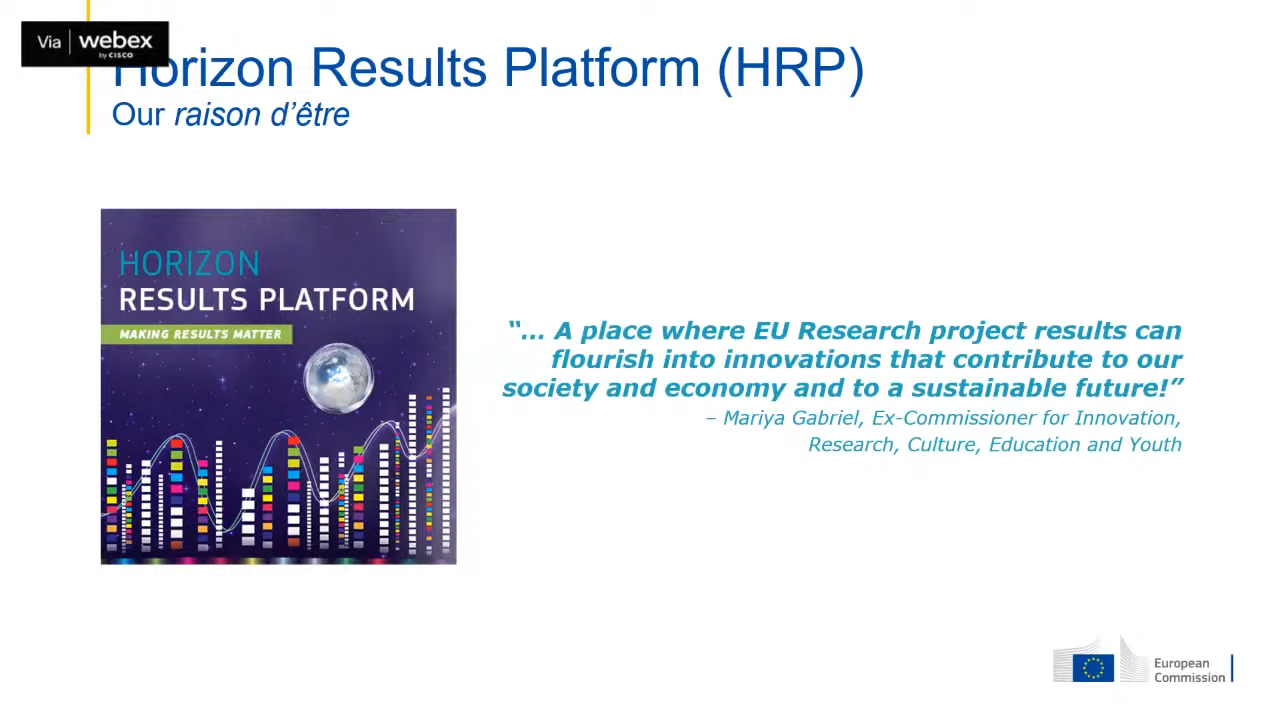 Via webex
by CISCO
Horizon Results Platform (HRP)
Our raison d'être
HORIZON
RESULTS PLATFORM
MAKING RESULTS MATTER
“... A place where EU Research project results can
flourish into innovations that contribute to our
society and economy and to a sustainable future!”
– Mariya Gabriel, Ex-Commissioner for Innovation,
Research, Culture, Education and Youth
European
Commission